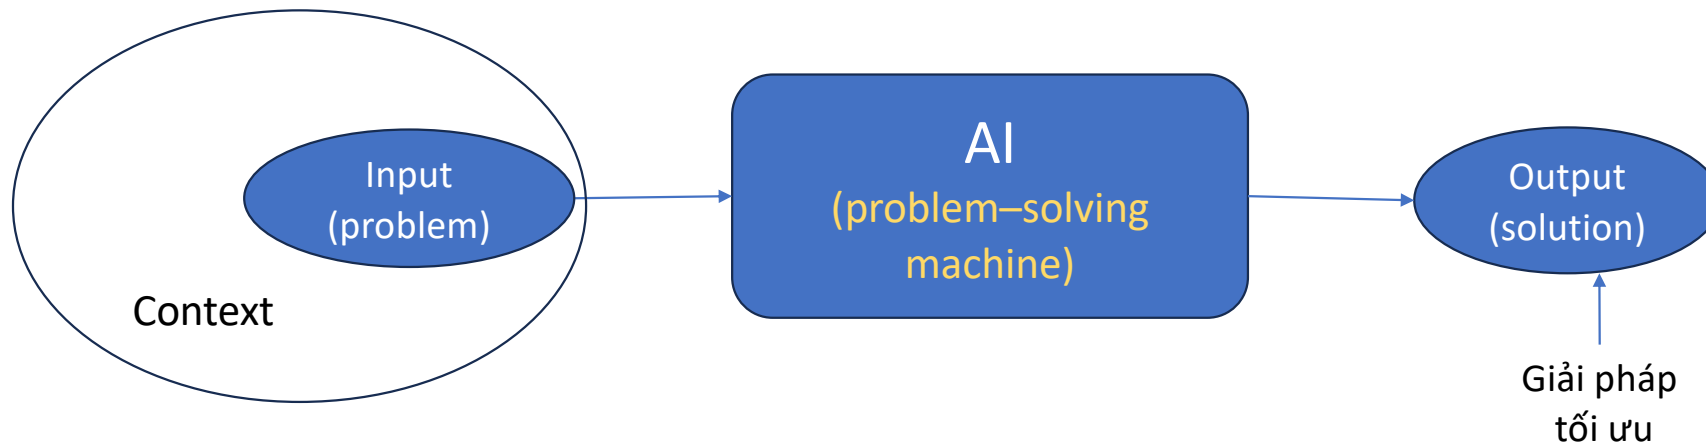 Input
(problem)
Context
AI
(problem–solving
machine)
Output
(solution)
Giải pháp
tối ưu